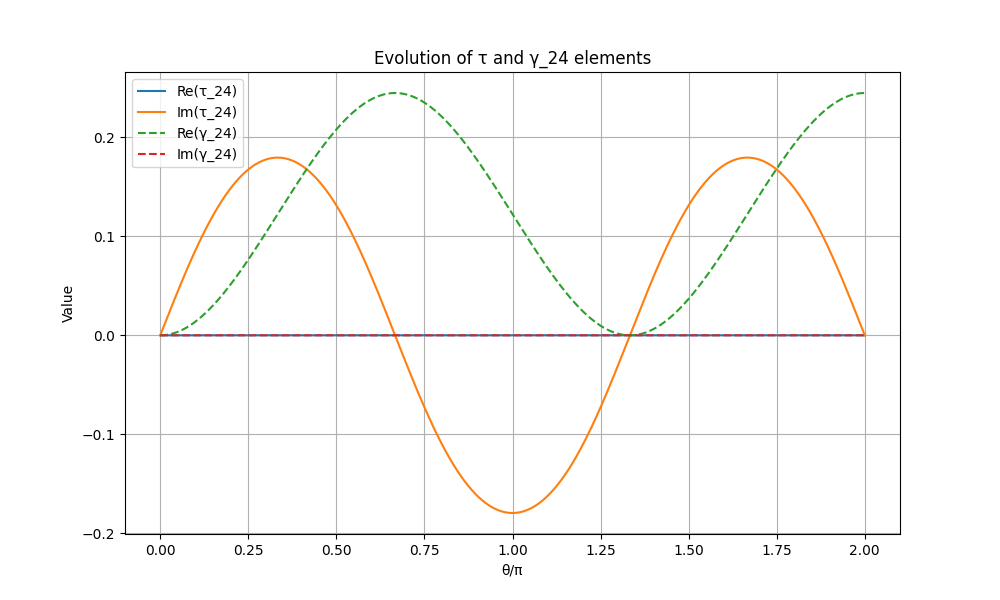 Evolution of τ and γ_24 elements
Re(τ_24)
Im(τ_24)
Re(γ_24)
Im(γ_24)
Value
0.2
0.1
0.0
−0.1
−0.2
0.00 0.25 0.50 0.75 1.00 1.25 1.50 1.75 2.00
θ/π